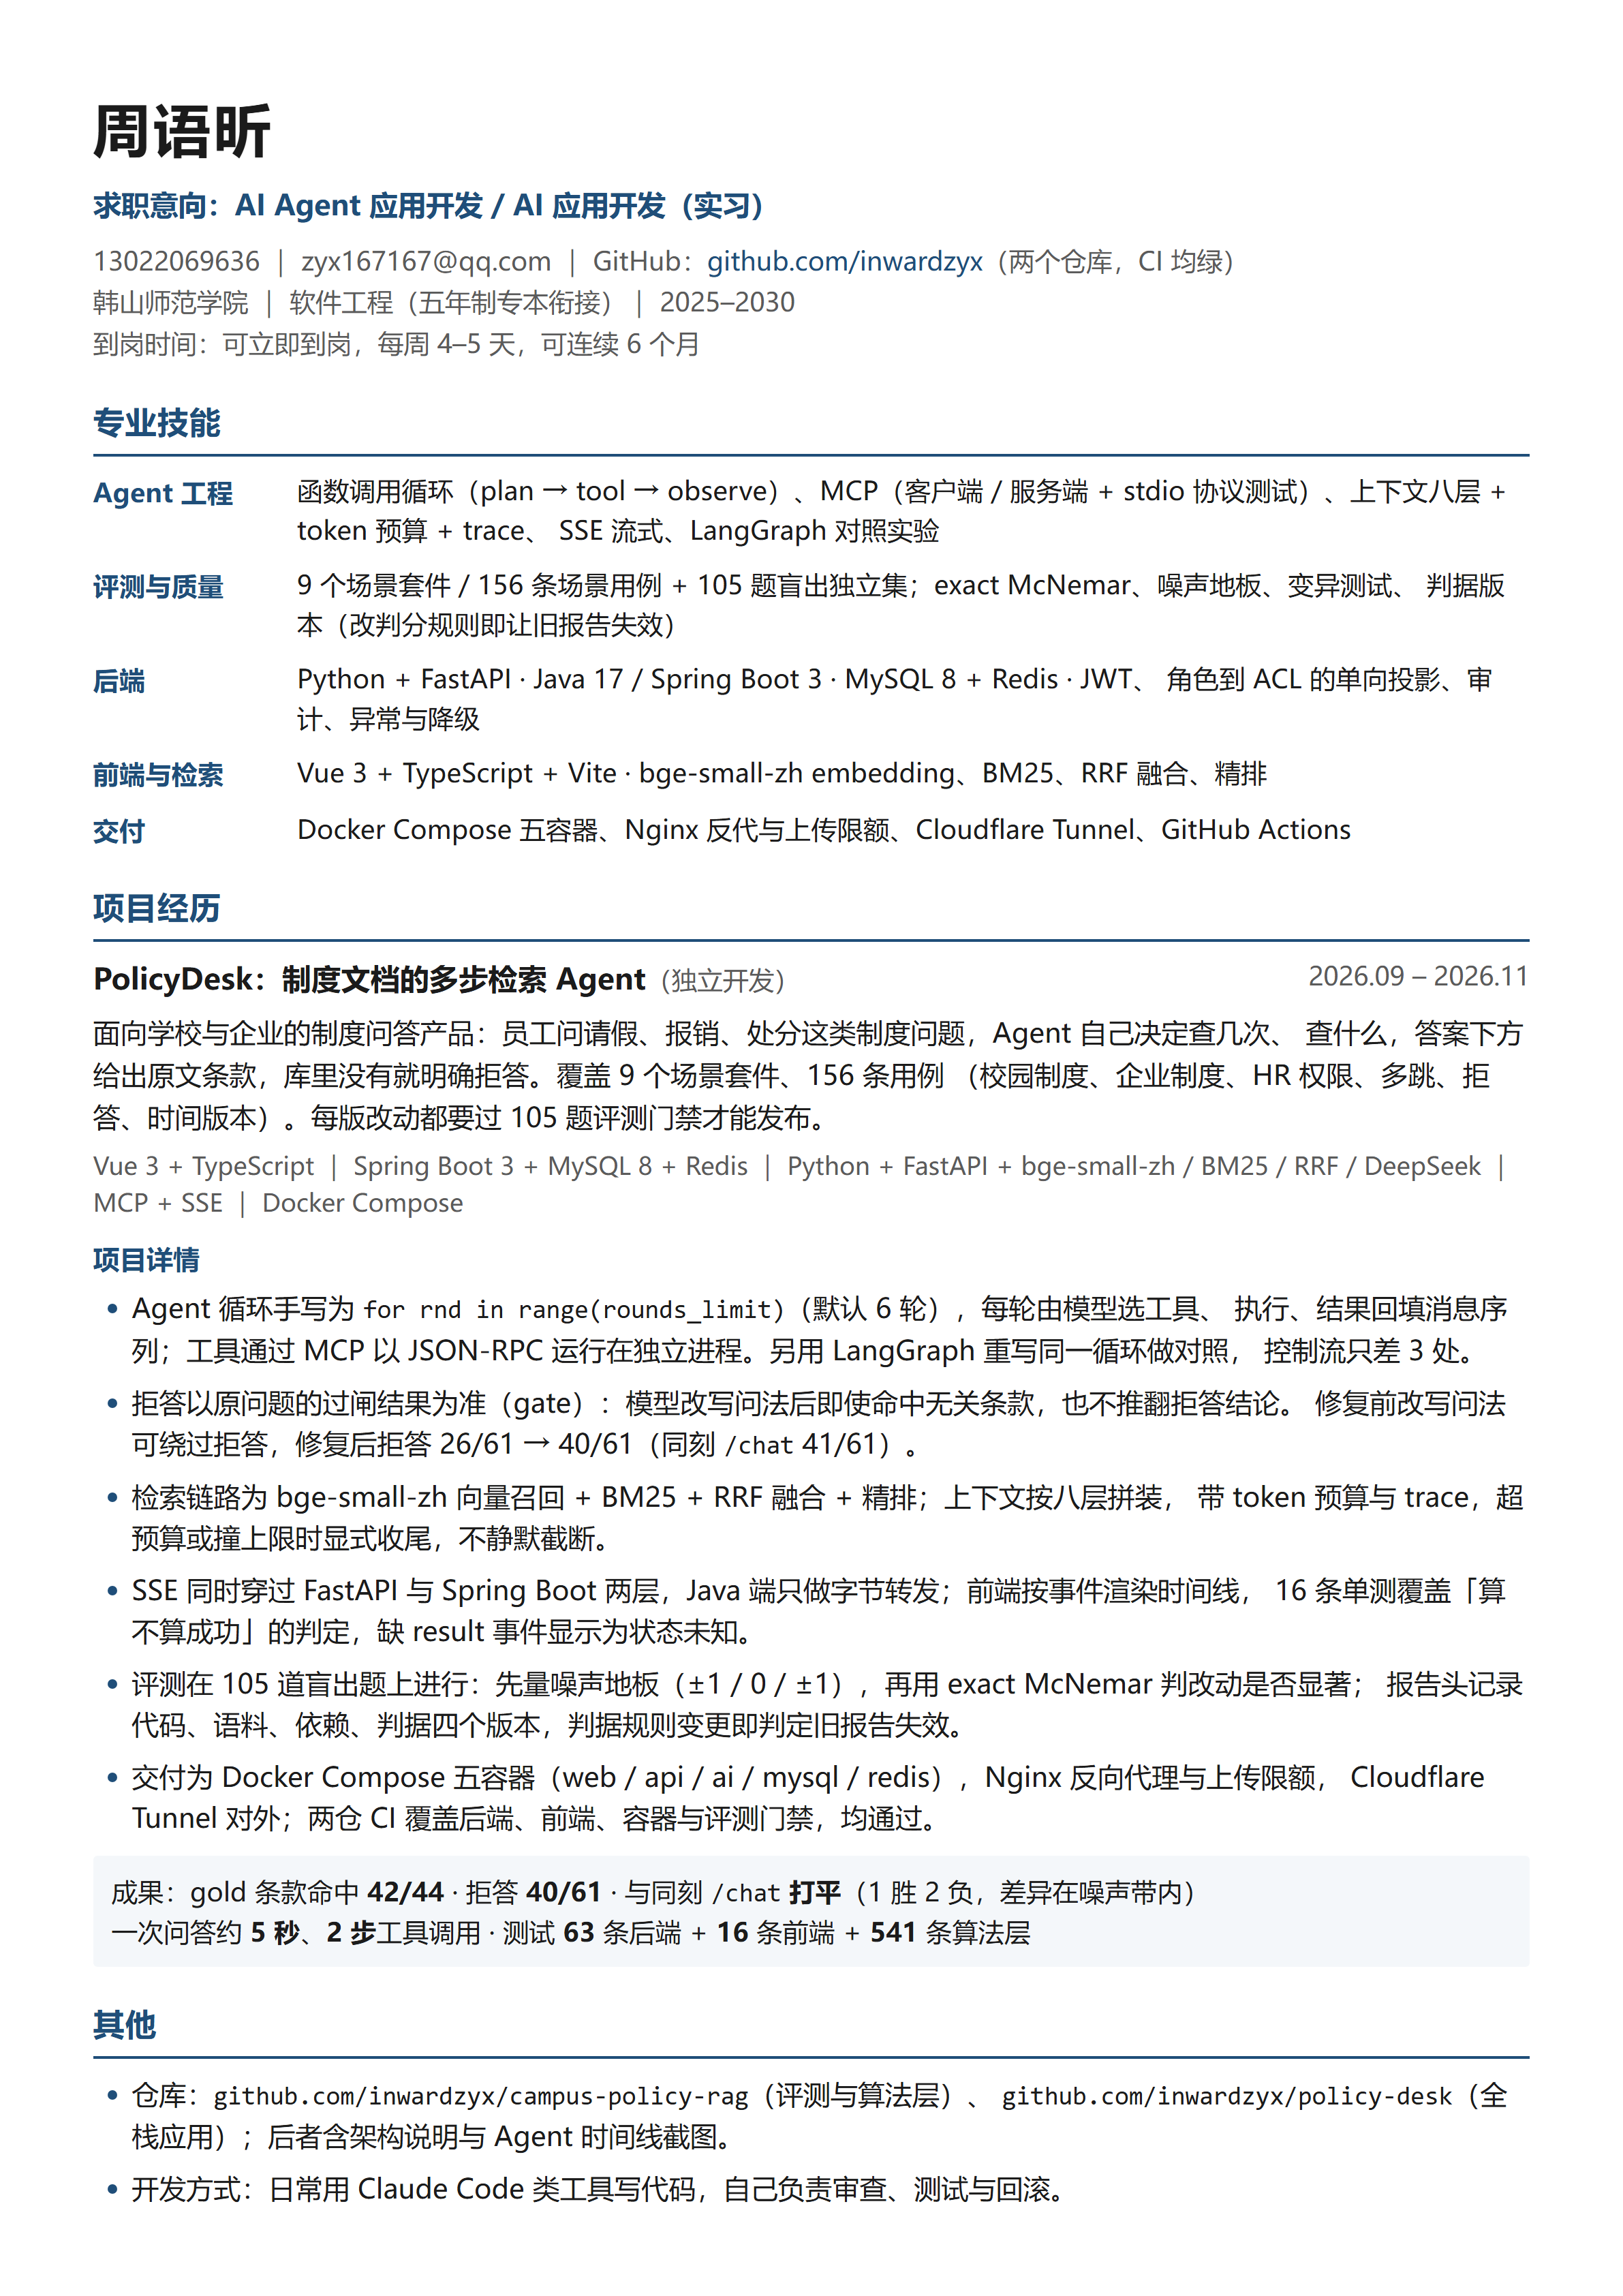 周语昕
求职意向：AI Agent 应用开发 / AI 应用开发（实习）
13022069636 | zyx167167@qq.com | GitHub：github.com/inwardzyx（两个仓库，CI 均绿）
韩山师范学院 | 软件工程（五年制专本衔接） | 2025–2030
到岗时间：可立即到岗，每周 4–5 天，可连续 6 个月
专业技能
Agent 工程 函数调用循环（plan → tool → observe）、MCP（客户端 / 服务端 + stdio 协议测试）、上下文八层 +
token 预算 + trace、 SSE 流式、LangGraph 对照实验
评测与质量 9 个场景套件 / 156 条场景用例 + 105 题盲出独立集；exact McNemar、噪声地板、变异测试、 判据版
本（改判分规则即让旧报告失效）
后端 Python + FastAPI · Java 17 / Spring Boot 3 · MySQL 8 + Redis · JWT、 角色到 ACL 的单向投影、审
计、异常与降级
前端与检索 Vue 3 + TypeScript + Vite · bge-small-zh embedding、BM25、RRF 融合、精排
交付 Docker Compose 五容器、Nginx 反代与上传限额、Cloudflare Tunnel、GitHub Actions
项目经历
PolicyDesk：制度文档的多步检索 Agent（独立开发） 2026.09 – 2026.11
面向学校与企业的制度问答产品：员工问请假、报销、处分这类制度问题，Agent 自己决定查几次、 查什么，答案下方
给出原文条款，库里没有就明确拒答。覆盖 9 个场景套件、156 条用例 （校园制度、企业制度、HR 权限、多跳、拒
答、时间版本）。每版改动都要过 105 题评测门禁才能发布。
Vue 3 + TypeScript | Spring Boot 3 + MySQL 8 + Redis | Python + FastAPI + bge-small-zh / BM25 / RRF / DeepSeek |
MCP + SSE | Docker Compose
项目详情
• Agent 循环手写为 for rnd in range(rounds_limit)（默认 6 轮），每轮由模型选工具、 执行、结果回填消息序
列；工具通过 MCP 以 JSON-RPC 运行在独立进程。另用 LangGraph 重写同一循环做对照， 控制流只差 3 处。
• 拒答以原问题的过闸结果为准（gate）：模型改写问法后即使命中无关条款，也不推翻拒答结论。 修复前改写问法
可绕过拒答，修复后拒答 26/61 → 40/61（同刻 /chat 41/61）。
• 检索链路为 bge-small-zh 向量召回 + BM25 + RRF 融合 + 精排；上下文按八层拼装， 带 token 预算与 trace，超
预算或撞上限时显式收尾，不静默截断。
• SSE 同时穿过 FastAPI 与 Spring Boot 两层，Java 端只做字节转发；前端按事件渲染时间线， 16 条单测覆盖「算
不算成功」的判定，缺 result 事件显示为状态未知。
• 评测在 105 道盲出题上进行：先量噪声地板（±1 / 0 / ±1），再用 exact McNemar 判改动是否显著； 报告头记录
代码、语料、依赖、判据四个版本，判据规则变更即判定旧报告失效。
• 交付为 Docker Compose 五容器（web / api / ai / mysql / redis），Nginx 反向代理与上传限额， Cloudflare
Tunnel 对外；两仓 CI 覆盖后端、前端、容器与评测门禁，均通过。
成果：gold 条款命中 42/44 · 拒答 40/61 · 与同刻 /chat 打平（1 胜 2 负，差异在噪声带内）
一次问答约 5 秒、2 步工具调用 · 测试 63 条后端 + 16 条前端 + 541 条算法层
其他
• 仓库：github.com/inwardzyx/campus-policy-rag（评测与算法层）、 github.com/inwardzyx/policy-desk（全
栈应用）；后者含架构说明与 Agent 时间线截图。
• 开发方式：日常用 Claude Code 类工具写代码，自己负责审查、测试与回滚。